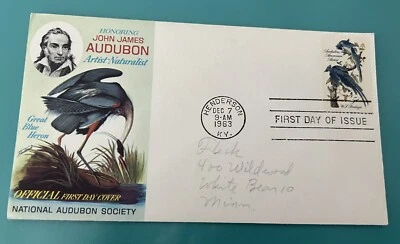 HONORING
JOHN JAMES
AUDUBON
Artist-Naturalist
Great
Blue
Heron
OFFICIAL FIRST DAY COVER
NATIONAL AUDUBON SOCIETY
HENDERSON
DEC 7
9-AM
1963
KY.
FIRST DAY OF ISSUE
400 Wildwood
White Bear 10
Minn